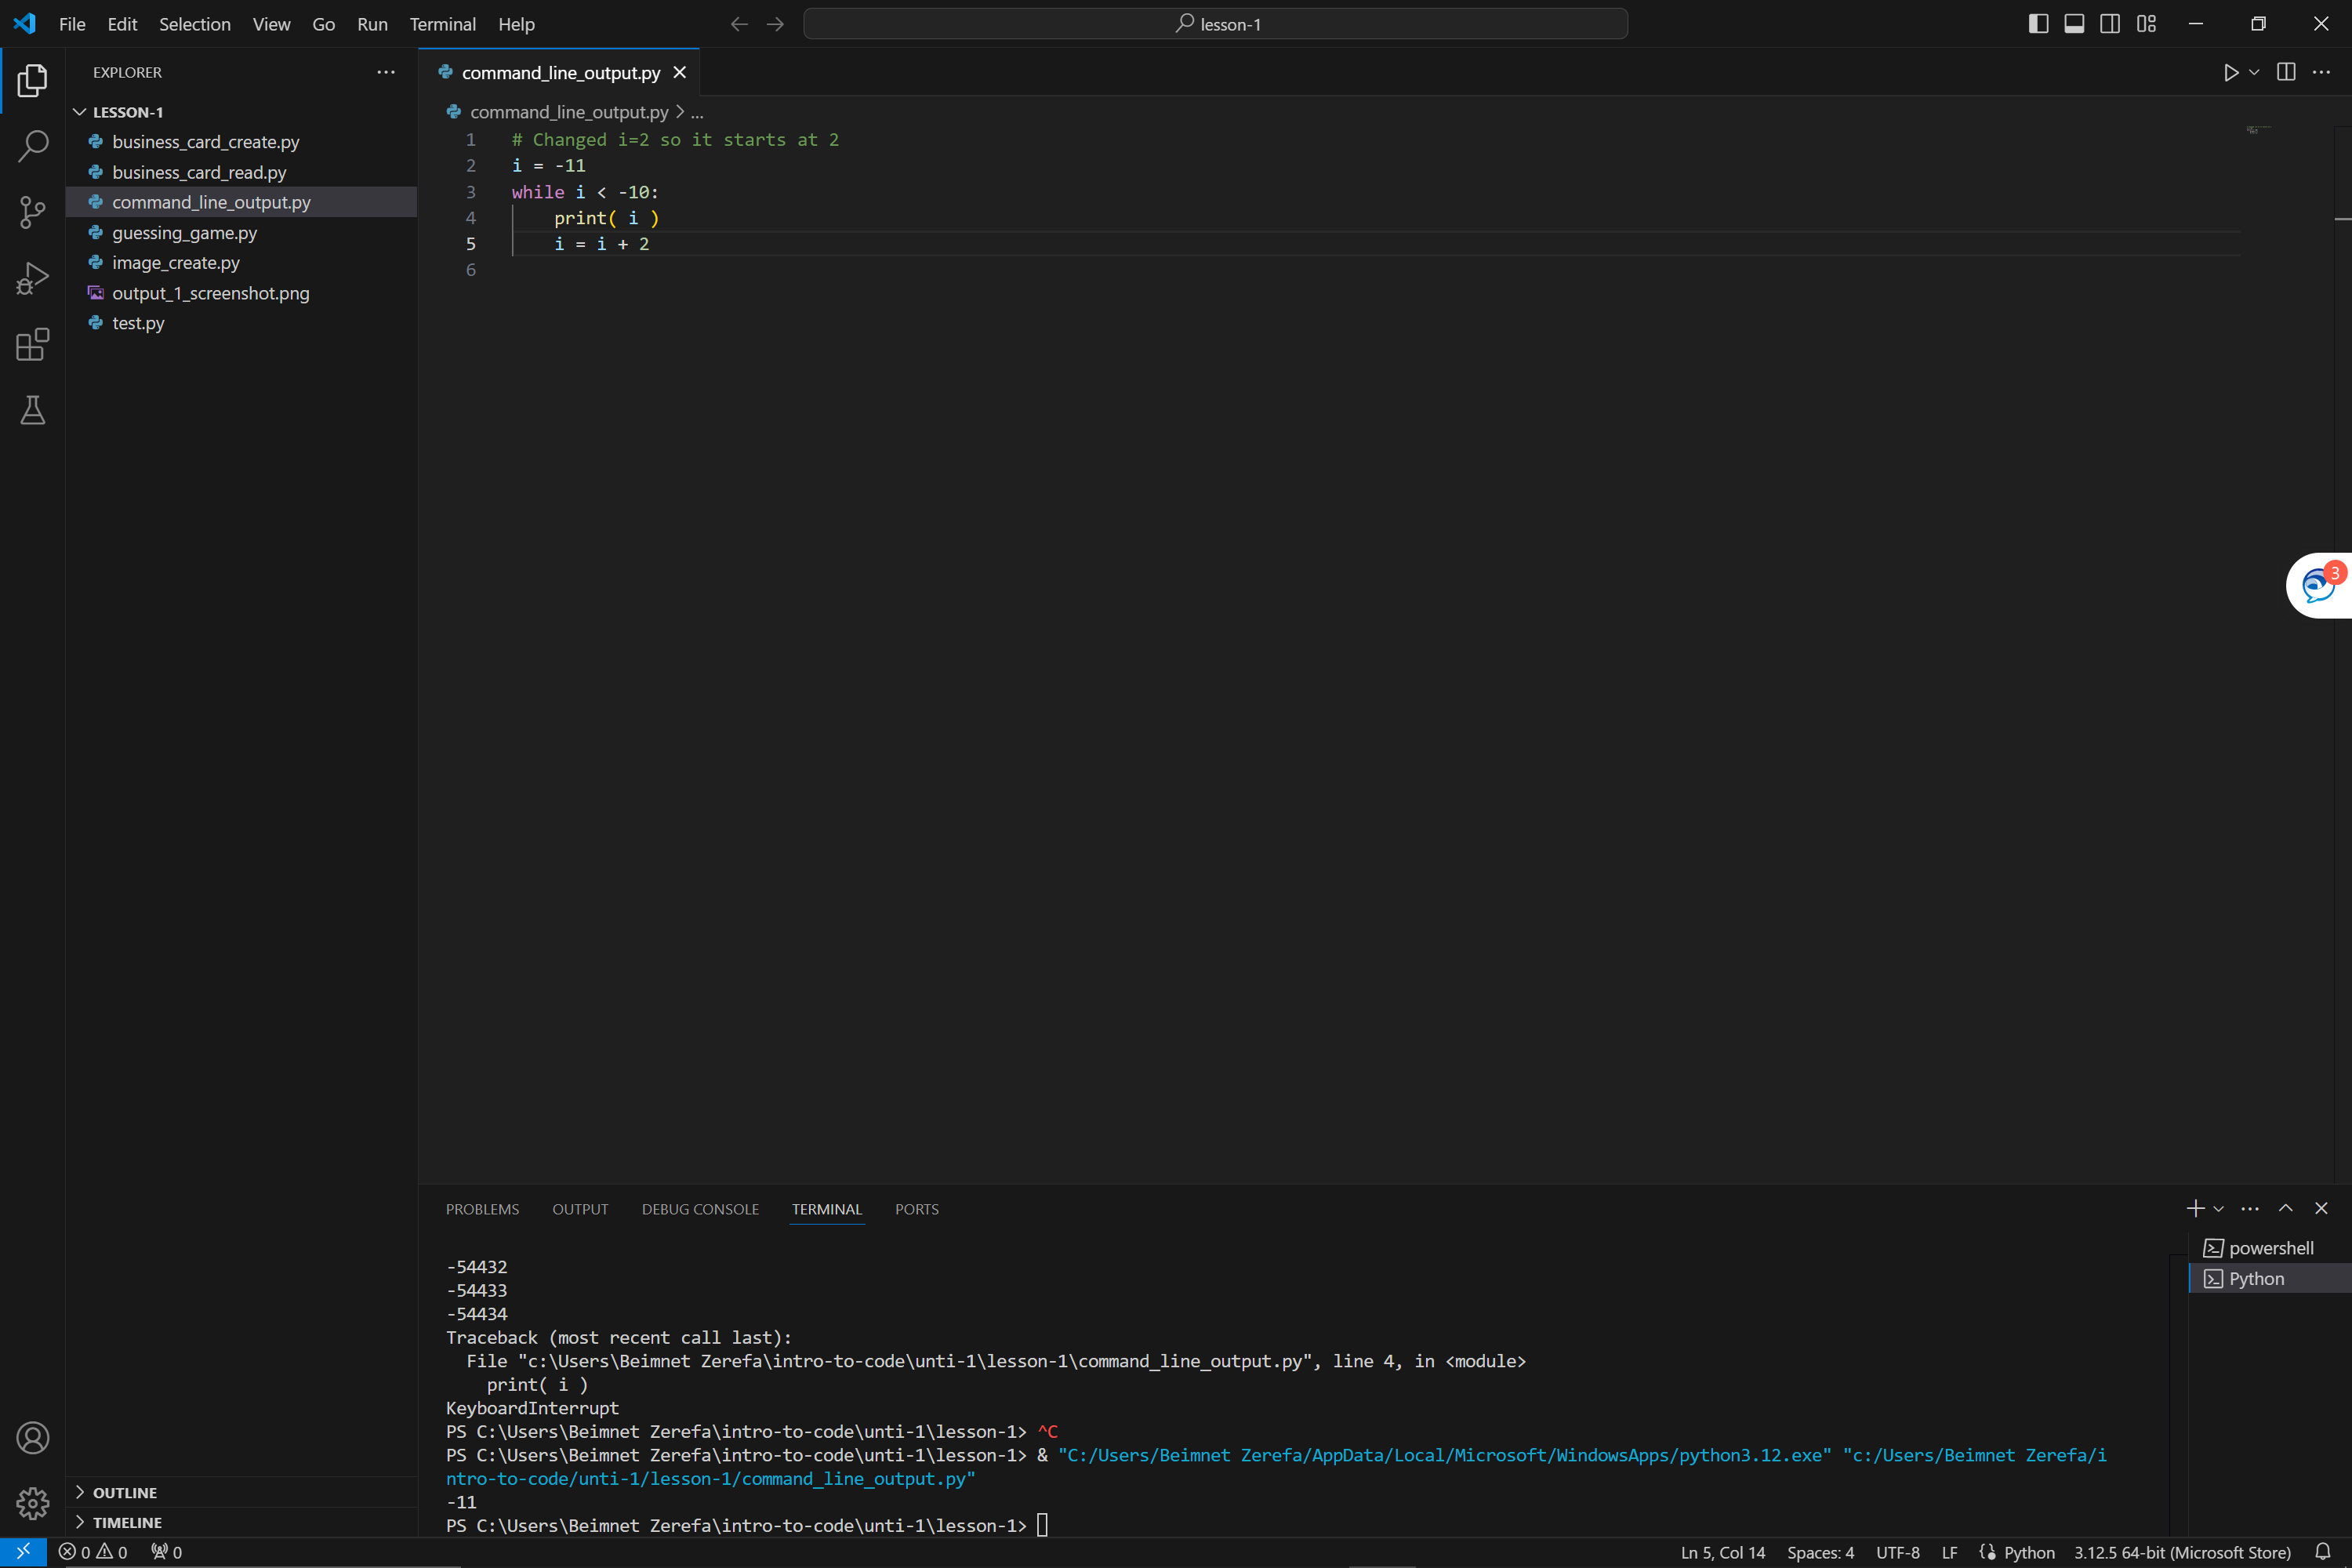 File Edit Selection View Go Run Terminal Help
lesson-1
EXPLORER
LESSON-1
business_card_create.py
business_card_read.py
command_line_output.py
guessing_game.py
image_create.py
output_1_screenshot.png
test.py
OUTLINE
TIMELINE
command_line_output.py
command_line_output.py > ...
1 # Changed i=2 so it starts at 2
2 i = -11
3 while i < -10:
4     print( i )
5     i = i + 2
6
3
PROBLEMS OUTPUT DEBUG CONSOLE TERMINAL PORTS
-54432
-54433
-54434
Traceback (most recent call last):
  File "c:\Users\Beimnet Zerefa\intro-to-code\unti-1\lesson-1\command_line_output.py", line 4, in <module>
    print( i )
KeyboardInterrupt
PS C:\Users\Beimnet Zerefa\intro-to-code\unti-1\lesson-1> ^C
PS C:\Users\Beimnet Zerefa\intro-to-code\unti-1\lesson-1> & "C:/Users/Beimnet Zerefa/AppData/Local/Microsoft/WindowsApps/python3.12.exe" "c:/Users/Beimnet Zerefa/i
ntro-to-code/unti-1/lesson-1/command_line_output.py"
-11
PS C:\Users\Beimnet Zerefa\intro-to-code\unti-1\lesson-1>
powershell
Python
0 0 0
Ln 5, Col 14 Spaces: 4 UTF-8 LF Python 3.12.5 64-bit (Microsoft Store)